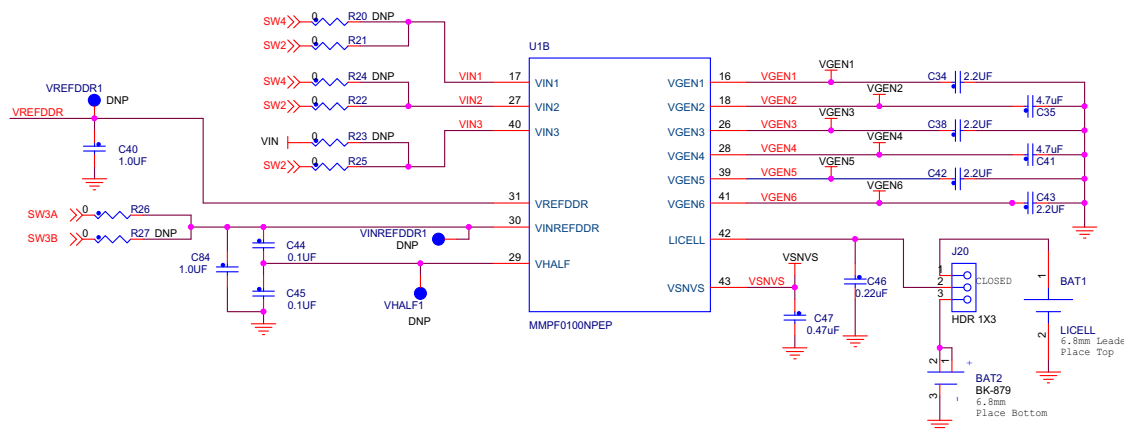 SW4 0 R20 DNP
SW2 0 R21
SW4 0 R24 DNP
SW2 0 R22
VIN 0 R23 DNP
SW2 0 R25
VIN1
VIN2
VIN3
VREFDDR1
DNP
VREFDDR
C40
1.0UF
SW3A 0 R26
SW3B 0 R27 DNP
C84
1.0UF
C44
0.1UF
C45
0.1UF
VINREFDDR1
DNP
VHALF1
DNP
U1B
17 VIN1
27 VIN2
40 VIN3
31 VREFDDR
30 VINREFDDR
29 VHALF
VGEN1 16
VGEN2 18
VGEN3 26
VGEN4 28
VGEN5 39
VGEN6 41
LICELL 42
VSNVS 43
MMPF0100NPEP
VGEN1 VGEN1 C34 2.2UF
VGEN2 VGEN2 4.7uF C35
VGEN3 VGEN3 C38 2.2UF
VGEN4 VGEN4 4.7uF C41
VGEN5 VGEN5 C42 2.2UF
VGEN6 VGEN6 C43 2.2UF
VSNVS
VSNVS
C47
0.47uF
C46
0.22uF
J20
1
2
3
CLOSED
HDR 1X3
1
BAT1
2
LICELL
6.8mm Leade
Place Top
2 1
+
BAT2
BK-879
3
-
6.8mm
Place Bottom